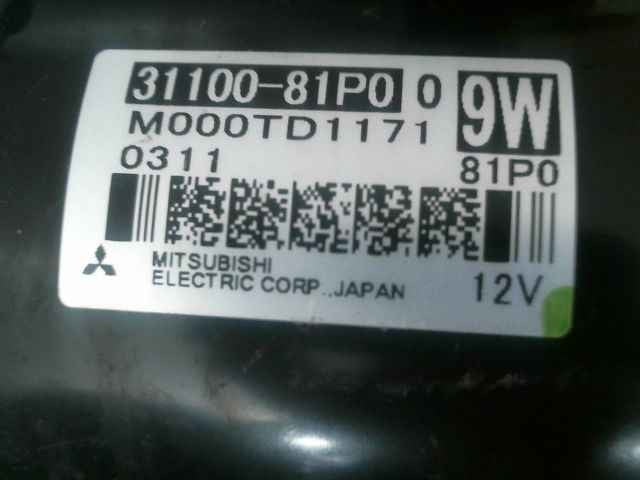 31100-81P0 0 9W
M000TD1171
0311 81P0
MITSUBISHI
ELECTRIC CORP.,JAPAN 12V